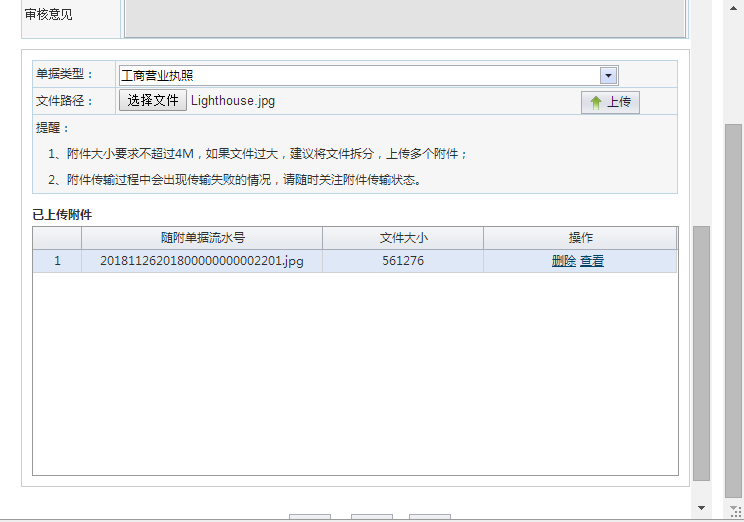 审核意见
单据类型：
工商营业执照
文件路径：
选择文件 Lighthouse.jpg
上传
提醒：
1、附件大小要求不超过4M，如果文件过大，建议将文件拆分，上传多个附件；
2、附件传输过程中会出现传输失败的情况，请随时关注附件传输状态。
已上传附件
随附单据流水号 文件大小 操作
1 20181126201800000000002201.jpg 561276 删除 查看